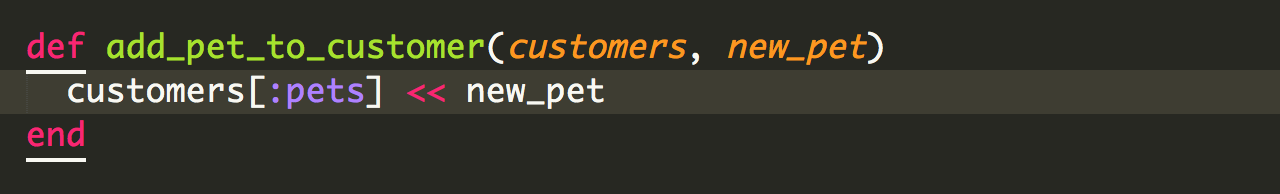 def add_pet_to_customer(customers, new_pet)
  customers[:pets] << new_pet
end